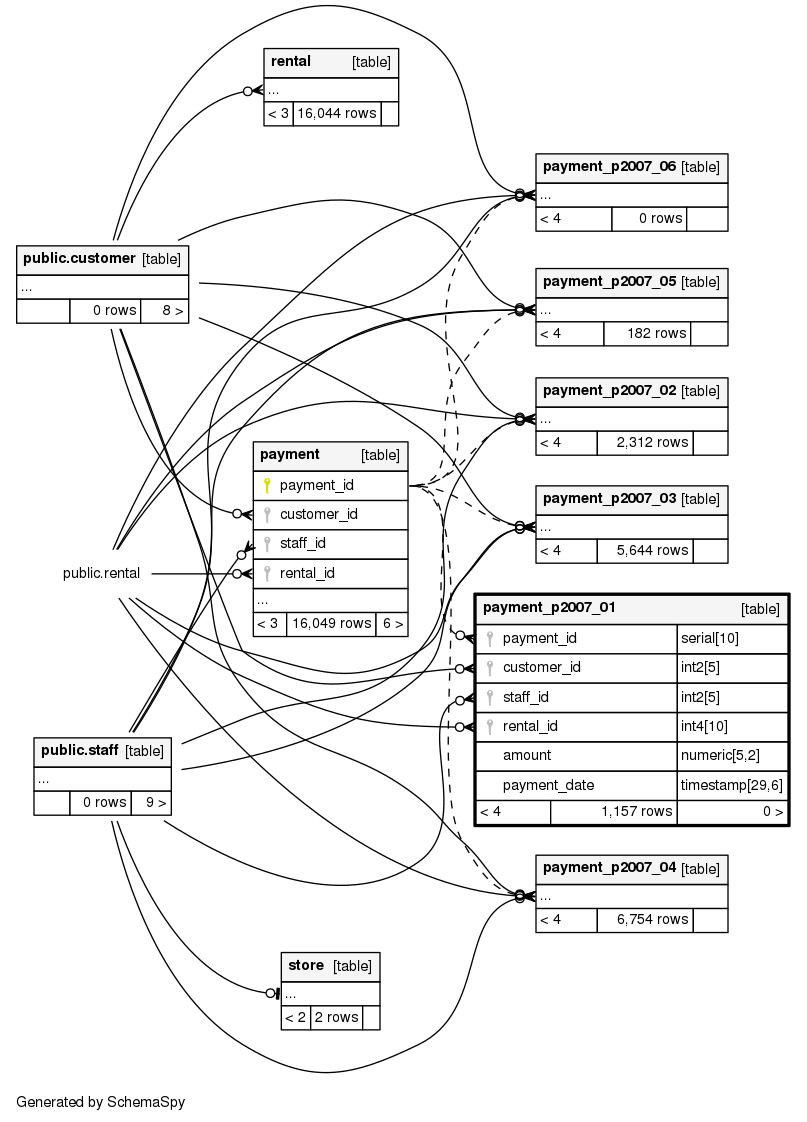 rental [table]
...
< 3 16,044 rows
payment_p2007_06 [table]
...
< 4 0 rows
public.customer [table]
...
0 rows 8 >
payment_p2007_05 [table]
...
< 4 182 rows
payment_p2007_02 [table]
...
< 4 2,312 rows
payment [table]
payment_id
customer_id
staff_id
rental_id
...
< 3 16,049 rows 6 >
payment_p2007_03 [table]
...
< 4 5,644 rows
public.rental
payment_p2007_01 [table]
payment_id serial[10]
customer_id int2[5]
staff_id int2[5]
rental_id int4[10]
amount numeric[5,2]
payment_date timestamp[29,6]
< 4 1,157 rows 0 >
public.staff [table]
...
0 rows 9 >
payment_p2007_04 [table]
...
< 4 6,754 rows
store [table]
...
< 2 2 rows
Generated by SchemaSpy